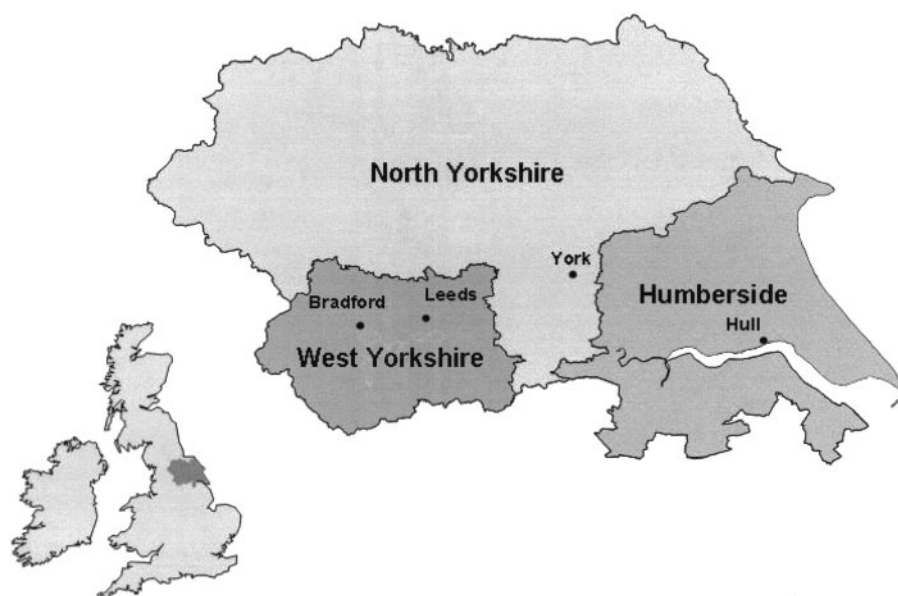 North Yorkshire
York
Humberside
Leeds
Bradford
Hull
West Yorkshire